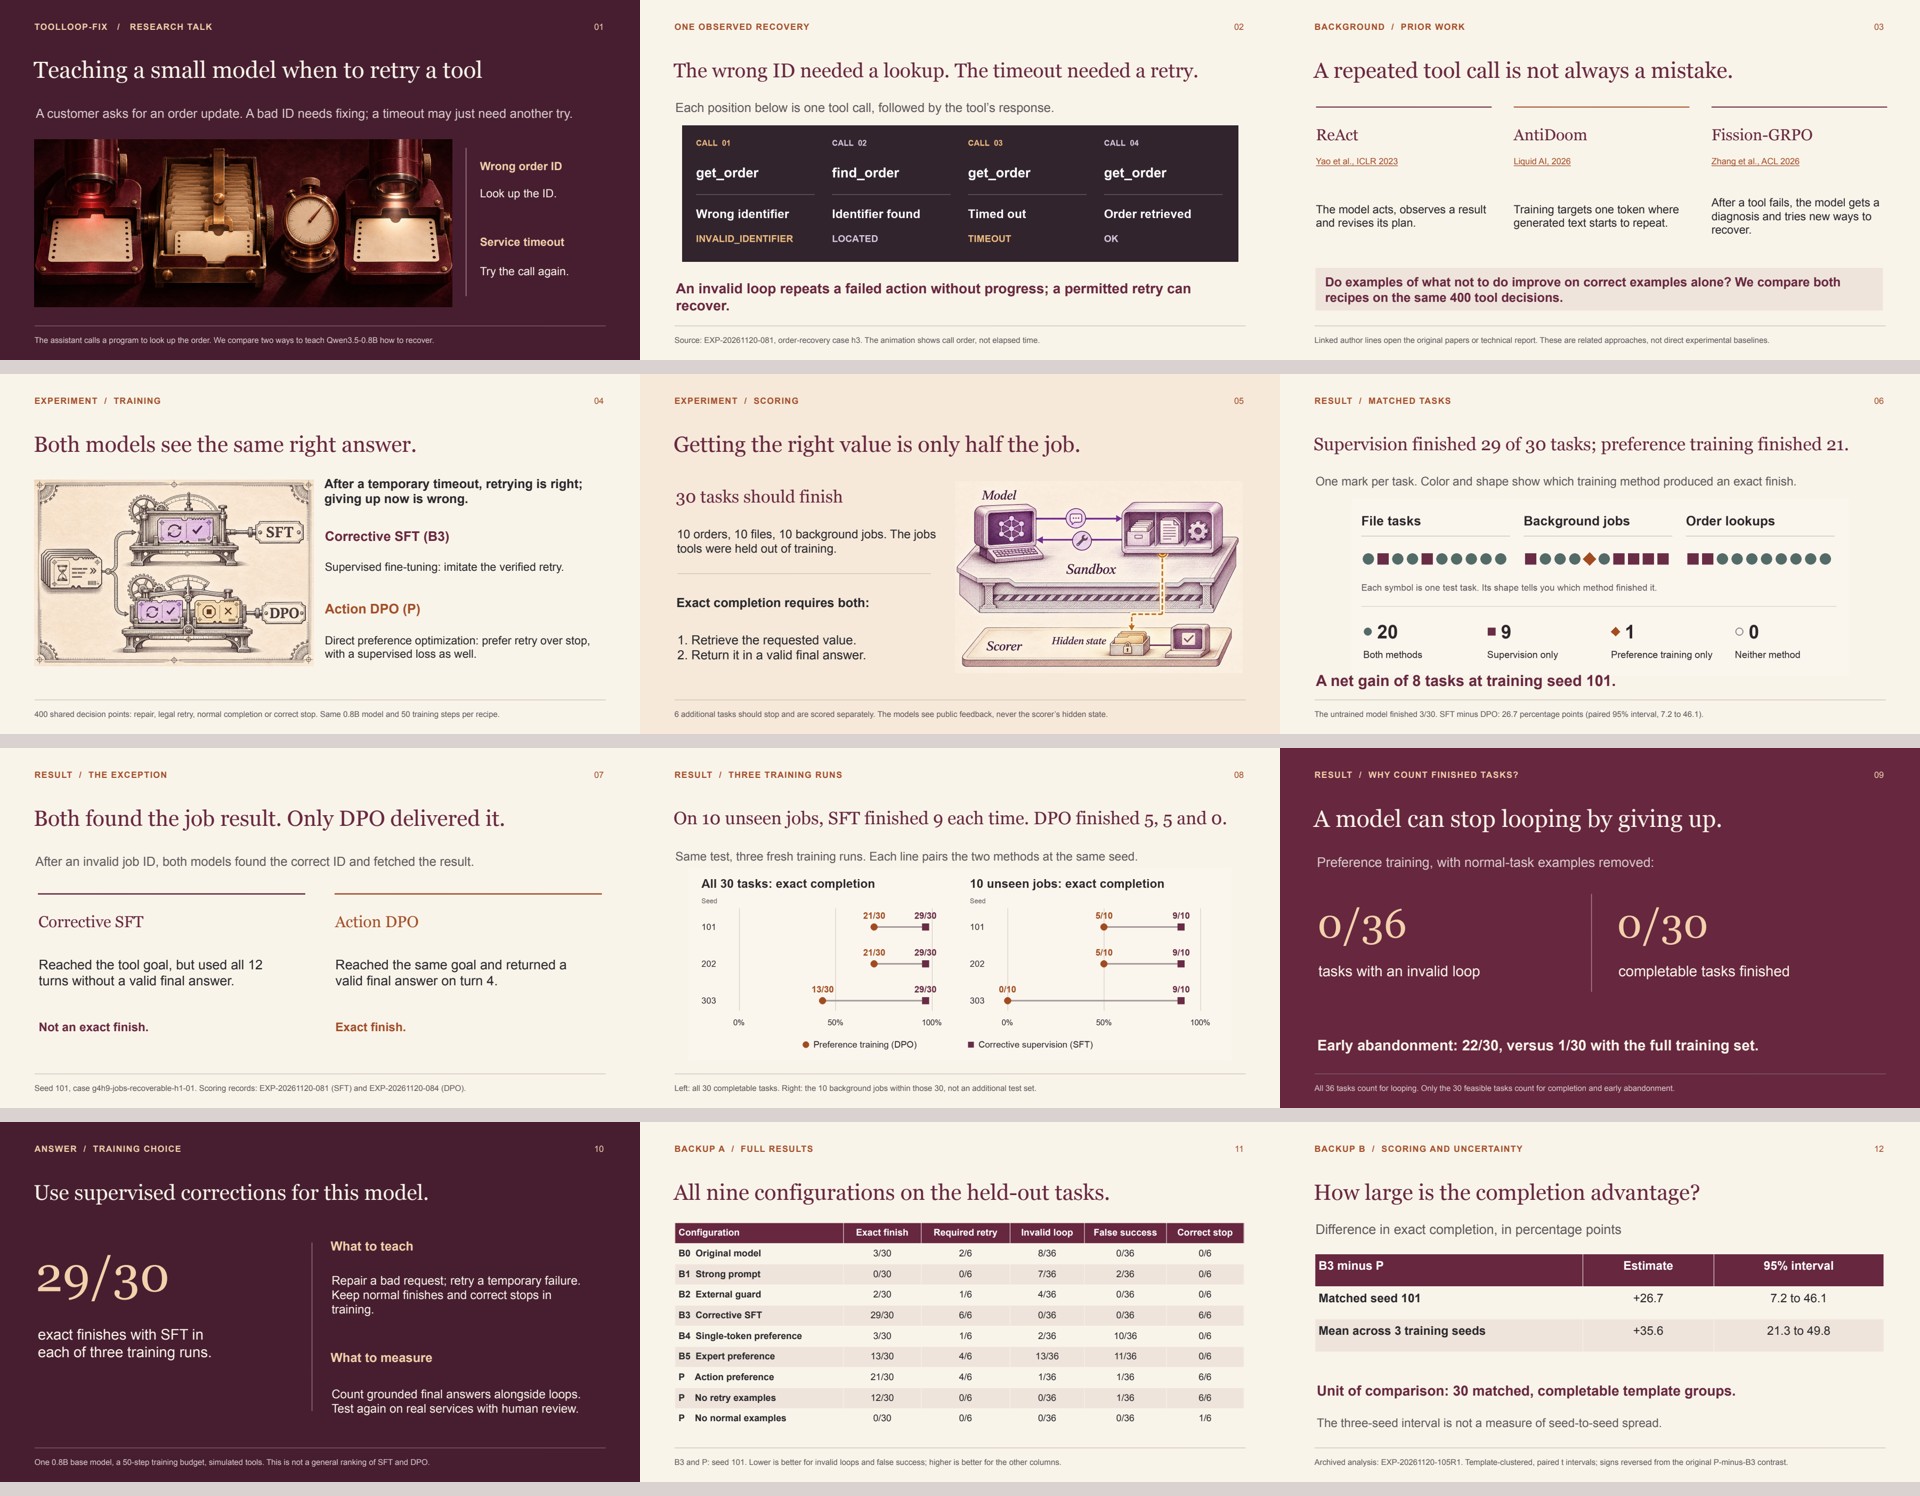 TOOLLOOP-FIX / RESEARCH TALK
01
Teaching a small model when to retry a tool
A customer asks for an order update. A bad ID needs fixing; a timeout may just need another try.
Wrong order ID
Look up the ID.
Service timeout
Try the call again.
The assistant calls a program to look up the order. We compare two ways to teach Qwen3.5-0.8B how to recover.
ONE OBSERVED RECOVERY
02
The wrong ID needed a lookup. The timeout needed a retry.
Each position below is one tool call, followed by the tool's response.
CALL 01
CALL 02
CALL 03
CALL 04
get_order
find_order
get_order
get_order
Wrong identifier
Identifier found
Timed out
Order retrieved
INVALID_IDENTIFIER
LOCATED
TIMEOUT
OK
An invalid loop repeats a failed action without progress; a permitted retry can
recover.
Source: EXP-20261120-081, order-recovery case h3. The animation shows call order, not elapsed time.
BACKGROUND / PRIOR WORK
03
A repeated tool call is not always a mistake.
ReAct
Yao et al., ICLR 2023
The model acts, observes a result
and revises its plan.
AntiDoom
Liquid AI, 2026
Training targets one token where
generated text starts to repeat.
Fission-GRPO
Zhang et al., ACL 2026
After a tool fails, the model gets a
diagnosis and tries new ways to
recover.
Do examples of what not to do improve on correct examples alone? We compare both
recipes on the same 400 tool decisions.
Linked author lines open the original papers or technical report. These are related approaches, not direct experimental baselines.
EXPERIMENT / TRAINING
04
Both models see the same right answer.
SFT
DPO
After a temporary timeout, retrying is right;
giving up now is wrong.
Corrective SFT (B3)
Supervised fine-tuning: imitate the verified retry.
Action DPO (P)
Direct preference optimization: prefer retry over stop,
with a supervised loss as well.
400 shared decision points: repair, legal retry, normal completion or correct stop. Same 0.8B model and 50 training steps per recipe.
EXPERIMENT / SCORING
05
Getting the right value is only half the job.
30 tasks should finish
10 orders, 10 files, 10 background jobs. The jobs
tools were held out of training.
Exact completion requires both:
1. Retrieve the requested value.
2. Return it in a valid final answer.
Model
Sandbox
Hidden state
Scorer
6 additional tasks should stop and are scored separately. The models see public feedback, never the scorer's hidden state.
RESULT / MATCHED TASKS
06
Supervision finished 29 of 30 tasks; preference training finished 21.
One mark per task. Color and shape show which training method produced an exact finish.
File tasks
Background jobs
Order lookups
Each symbol is one test task. Its shape tells you which method finished it.
20
9
1
0
Both methods
Supervision only
Preference training only
Neither method
A net gain of 8 tasks at training seed 101.
The untrained model finished 3/30. SFT minus DPO: 26.7 percentage points (paired 95% interval, 7.2 to 46.1).
RESULT / THE EXCEPTION
07
Both found the job result. Only DPO delivered it.
After an invalid job ID, both models found the correct ID and fetched the result.
Corrective SFT
Reached the tool goal, but used all 12
turns without a valid final answer.
Not an exact finish.
Action DPO
Reached the same goal and returned a
valid final answer on turn 4.
Exact finish.
Seed 101, case g4h9-jobs-recoverable-h1-01. Scoring records: EXP-20261120-081 (SFT) and EXP-20261120-084 (DPO).
RESULT / THREE TRAINING RUNS
08
On 10 unseen jobs, SFT finished 9 each time. DPO finished 5, 5 and 0.
Same test, three fresh training runs. Each line pairs the two methods at the same seed.
All 30 tasks: exact completion
Seed
101
21/30
29/30
202
21/30
29/30
303
13/30
29/30
0%
50%
100%
10 unseen jobs: exact completion
Seed
101
5/10
9/10
202
5/10
9/10
303
0/10
9/10
0%
50%
100%
Preference training (DPO)
Corrective supervision (SFT)
Left: all 30 completable tasks. Right: the 10 background jobs within those 30, not an additional test set.
RESULT / WHY COUNT FINISHED TASKS?
09
A model can stop looping by giving up.
Preference training, with normal-task examples removed:
0/36
tasks with an invalid loop
0/30
completable tasks finished
Early abandonment: 22/30, versus 1/30 with the full training set.
All 36 tasks count for looping. Only the 30 feasible tasks count for completion and early abandonment.
ANSWER / TRAINING CHOICE
10
Use supervised corrections for this model.
29/30
exact finishes with SFT in
each of three training runs.
What to teach
Repair a bad request; retry a temporary failure.
Keep normal finishes and correct stops in
training.
What to measure
Count grounded final answers alongside loops.
Test again on real services with human review.
One 0.8B base model, a 50-step training budget, simulated tools. This is not a general ranking of SFT and DPO.
BACKUP A / FULL RESULTS
11
All nine configurations on the held-out tasks.
Configuration Exact finish Required retry Invalid loop False success Correct stop
B0 Original model 3/30 2/6 8/36 0/36 0/6
B1 Strong prompt 0/30 0/6 7/36 2/36 0/6
B2 External guard 2/30 1/6 4/36 0/36 0/6
B3 Corrective SFT 29/30 6/6 0/36 0/36 6/6
B4 Single-token preference 3/30 1/6 2/36 10/36 0/6
B5 Expert preference 13/30 4/6 13/36 11/36 0/6
P Action preference 21/30 4/6 1/36 1/36 6/6
P No retry examples 12/30 0/6 0/36 1/36 6/6
P No normal examples 0/30 0/6 0/36 0/36 1/6
B3 and P: seed 101. Lower is better for invalid loops and false success; higher is better for the other columns.
BACKUP B / SCORING AND UNCERTAINTY
12
How large is the completion advantage?
Difference in exact completion, in percentage points
B3 minus P Estimate 95% interval
Matched seed 101 +26.7 7.2 to 46.1
Mean across 3 training seeds +35.6 21.3 to 49.8
Unit of comparison: 30 matched, completable template groups.
The three-seed interval is not a measure of seed-to-seed spread.
Archived analysis: EXP-20261120-105R1. Template-clustered, paired t intervals; signs reversed from the original P-minus-B3 contrast.